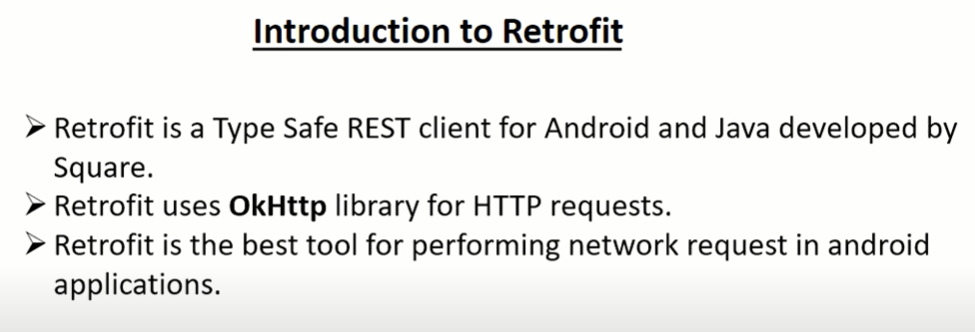 Introduction to Retrofit
➢ Retrofit is a Type Safe REST client for Android and Java developed by
Square.
➢ Retrofit uses OkHttp library for HTTP requests.
➢ Retrofit is the best tool for performing network request in android
applications.